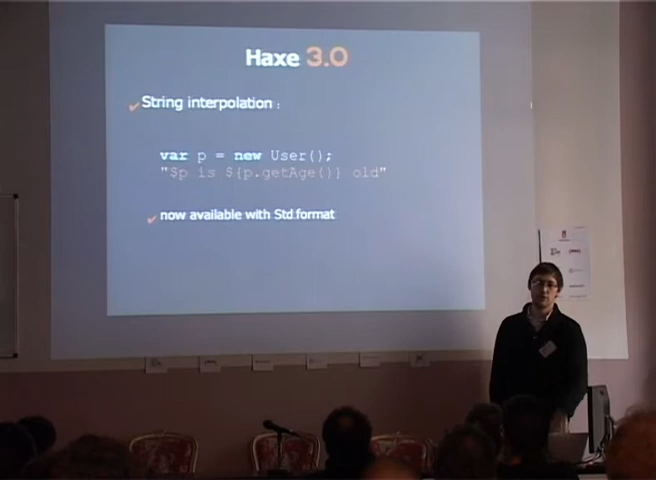 Haxe 3.0
String interpolation :
var p = new User();
"$p is ${p.getAge()} old"
now available with Std.format